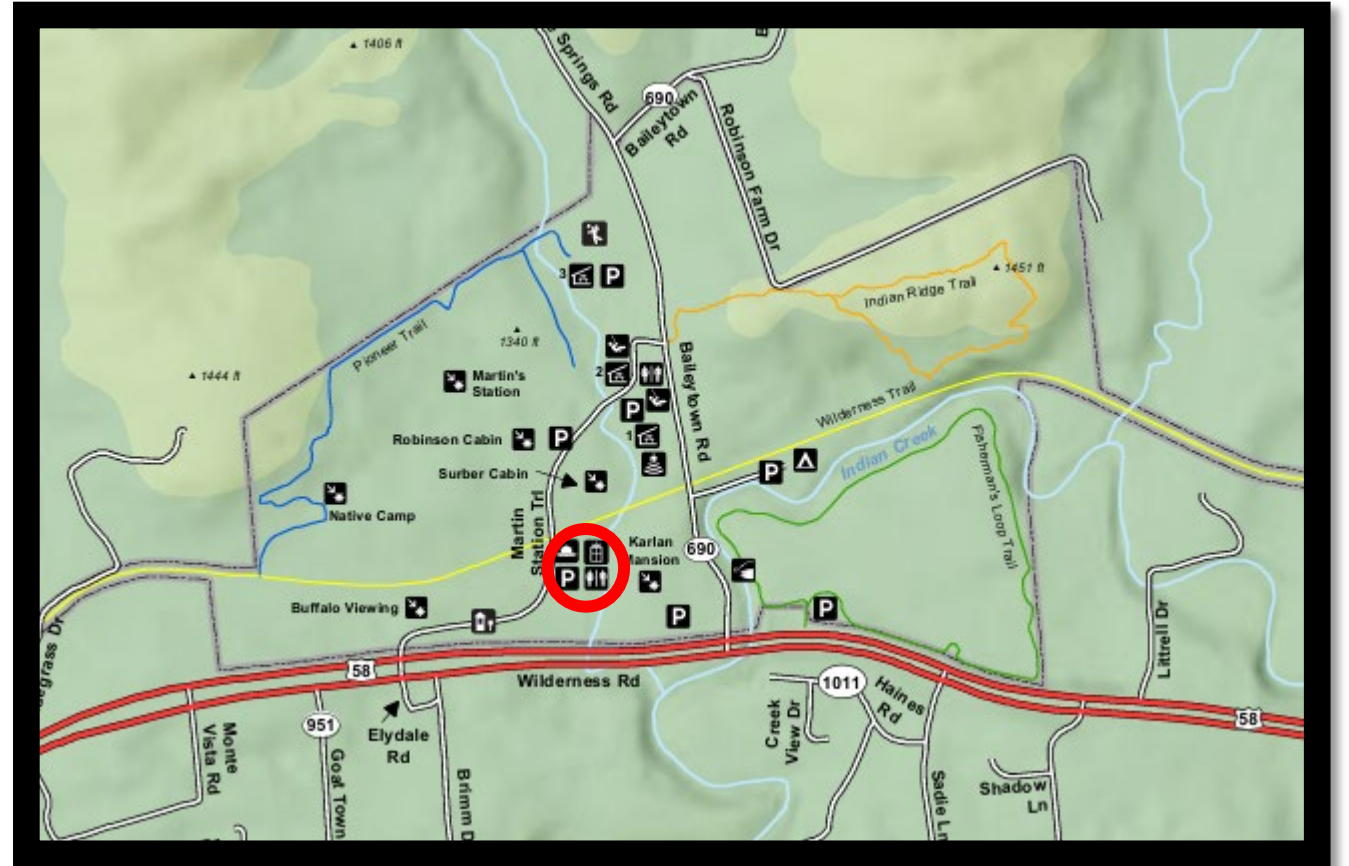 1406 ft
Springs Rd
690
Baileytown
Rd
Robinson Farm Dr
3
P
1451 ft
Indian Ridge Trail
Pioneer Trail
1340 ft
1444 ft
Martin's
Station
2
Baileytown Rd
Wilderness Trail
P
1
Robinson Cabin
P
Indian Creek
Fisherman's Loop Trail
Surber Cabin
P
Native Camp
Martin
Station Trl
Karlan
Mansion
690
P
Buffalo Viewing
P
P
Littrell Dr
58
Wilderness Rd
1011
Haines
Rd
Creek
View Dr
58
951
Elydale
Rd
Monte
Vista Rd
Goat Town
Brimm D
Sadie Ln
Shadow
Ln